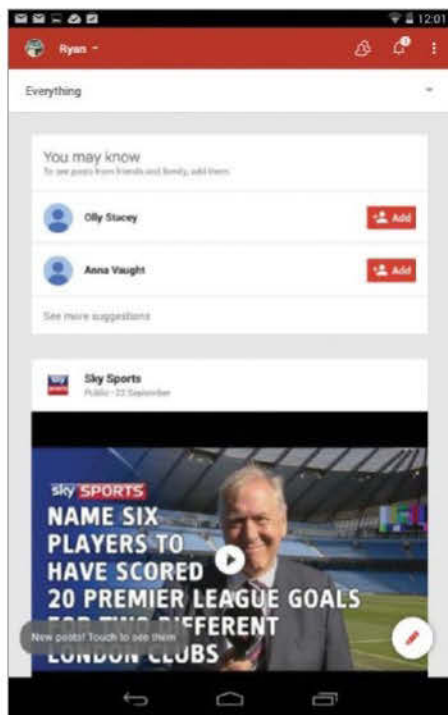 12:01
Ryan
Everything
You may know
To see posts from friends and family, add them
Olly Stacey
Add
Anna Vaught
Add
See more suggestions
sky sports
Sky Sports
Public - 22 September
sky SPORTS
NAME SIX
PLAYERS TO
HAVE SCORED
20 PREMIER LEAGUE GOALS
FOR TWO DIFFERENT
LONDON CLUBS
New posts! Touch to see them